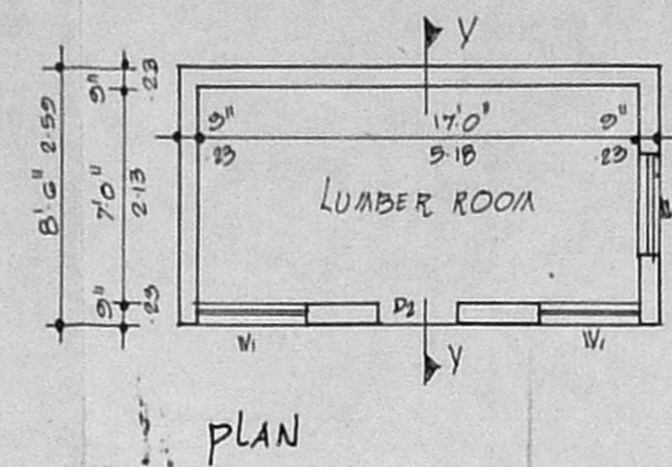 Y
8'6" 2.59
9" .23
7'0" 2.13
9" .23
9" 17'0" 9"
.23 5.18 .23
LUMBER ROOM
D2
W1 W1
Y
PLAN